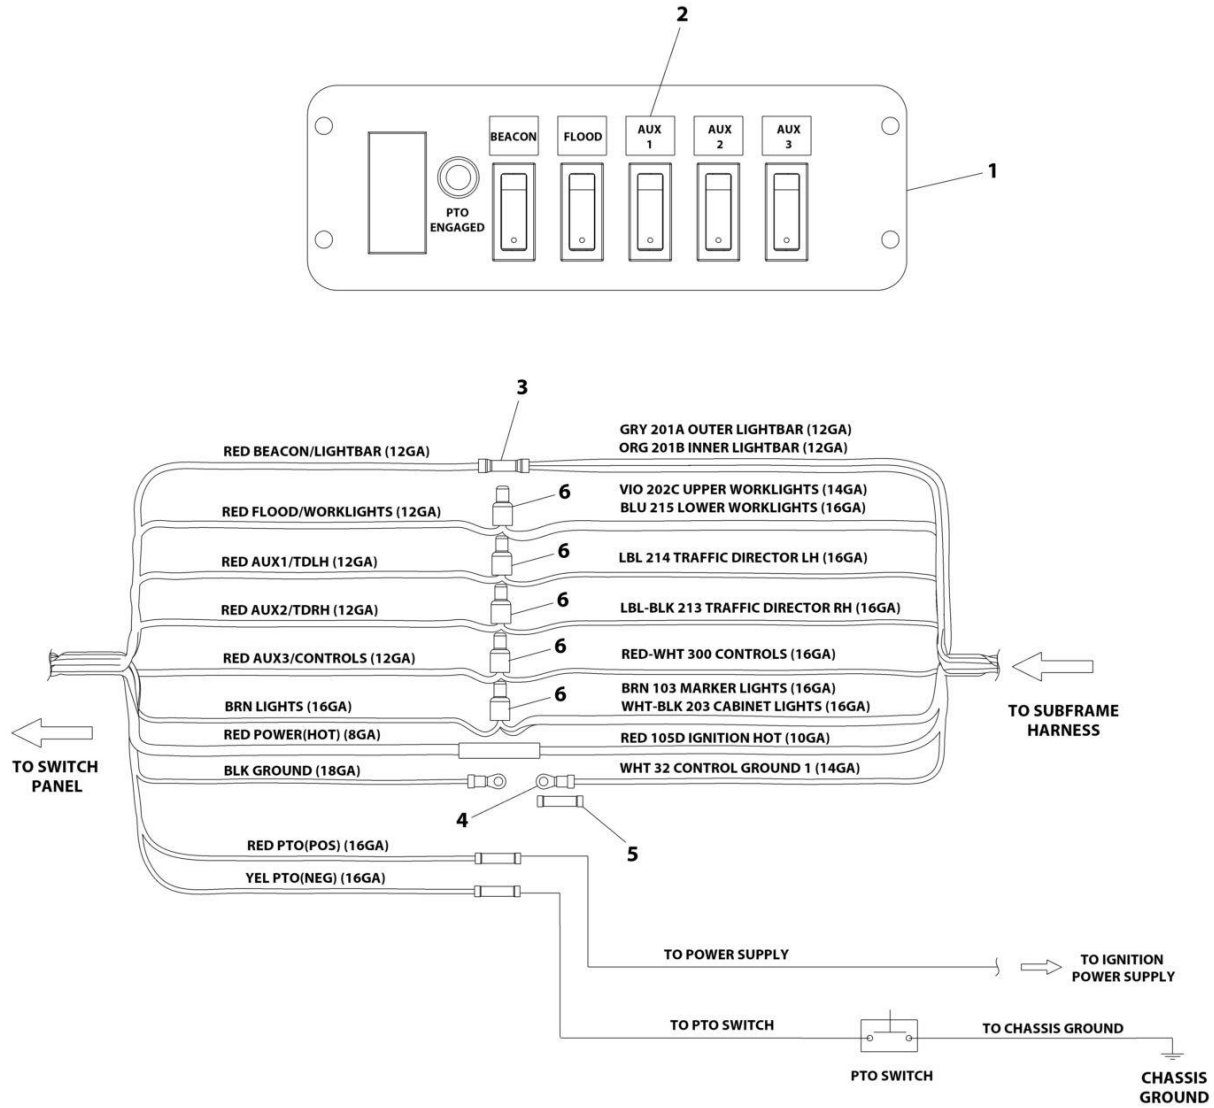 2
BEACON
FLOOD
AUX
1
AUX
2
AUX
3
1
PTO
ENGAGED
3
RED BEACON/LIGHTBAR (12GA)
GRY 201A OUTER LIGHTBAR (12GA)
ORG 201B INNER LIGHTBAR (12GA)
6
VIO 202C UPPER WORKLIGHTS (14GA)
BLU 215 LOWER WORKLIGHTS (16GA)
RED FLOOD/WORKLIGHTS (12GA)
6
RED AUX1/TDLH (12GA)
LBL 214 TRAFFIC DIRECTOR LH (16GA)
6
RED AUX2/TDRH (12GA)
LBL-BLK 213 TRAFFIC DIRECTOR RH (16GA)
6
RED AUX3/CONTROLS (12GA)
RED-WHT 300 CONTROLS (16GA)
6
BRN 103 MARKER LIGHTS (16GA)
WHT-BLK 203 CABINET LIGHTS (16GA)
BRN LIGHTS (16GA)
RED POWER(HOT) (8GA)
RED 105D IGNITION HOT (10GA)
BLK GROUND (18GA)
WHT 32 CONTROL GROUND 1 (14GA)
TO SUBFRAME
HARNESS
TO SWITCH
PANEL
4
5
RED PTO(POS) (16GA)
YEL PTO(NEG) (16GA)
TO POWER SUPPLY
TO IGNITION
POWER SUPPLY
TO PTO SWITCH
TO CHASSIS GROUND
PTO SWITCH
CHASSIS
GROUND